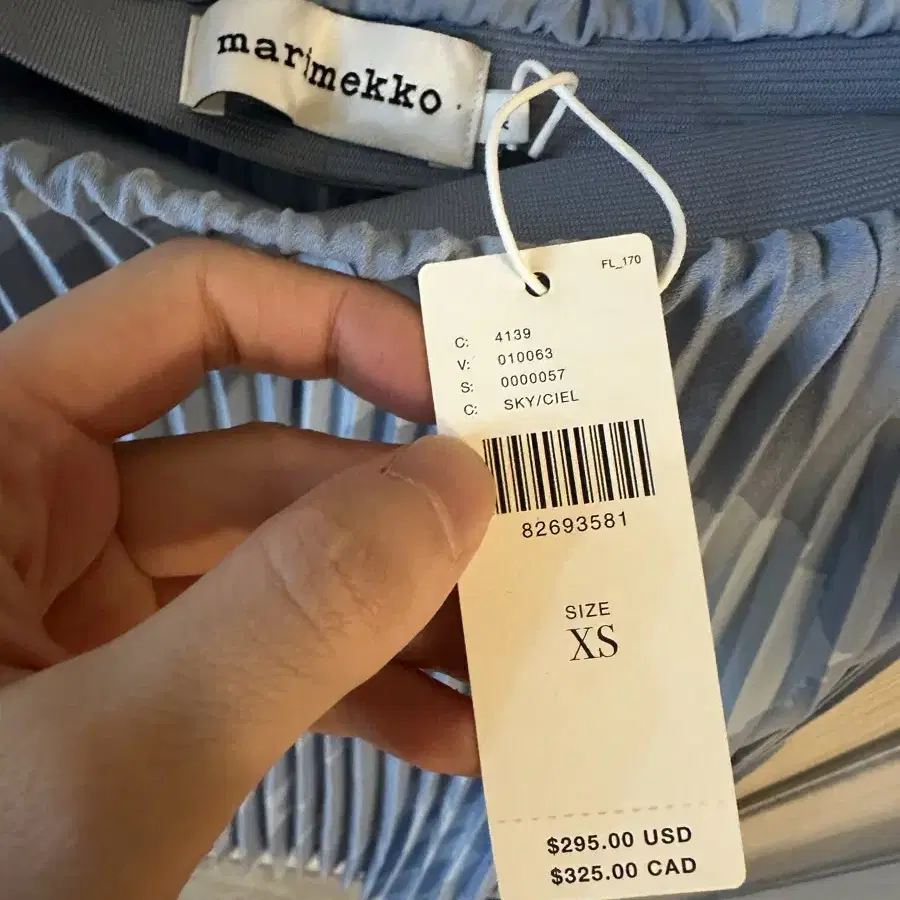 marimekko
FL_170
C: 4139
V: 010063
S: 0000057
C: SKY/CIEL
82693581
SIZE
XS
$295.00 USD
$325.00 CAD